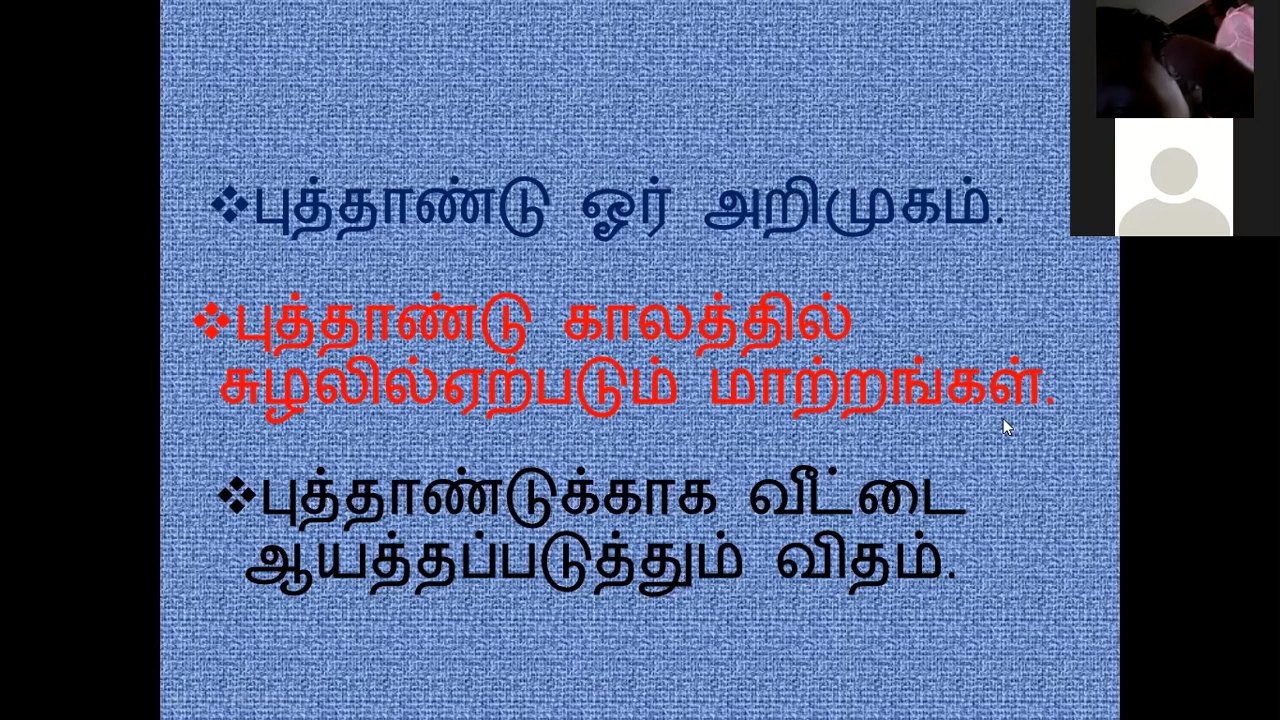 ❖புத்தாண்டு ஓர் அறிமுகம்.
❖புத்தாண்டு காலத்தில்
சுழலில்ஏற்படும் மாற்றங்கள்.
❖புத்தாண்டுக்காக வீட்டை
ஆயத்தப்படுத்தும் விதம்.